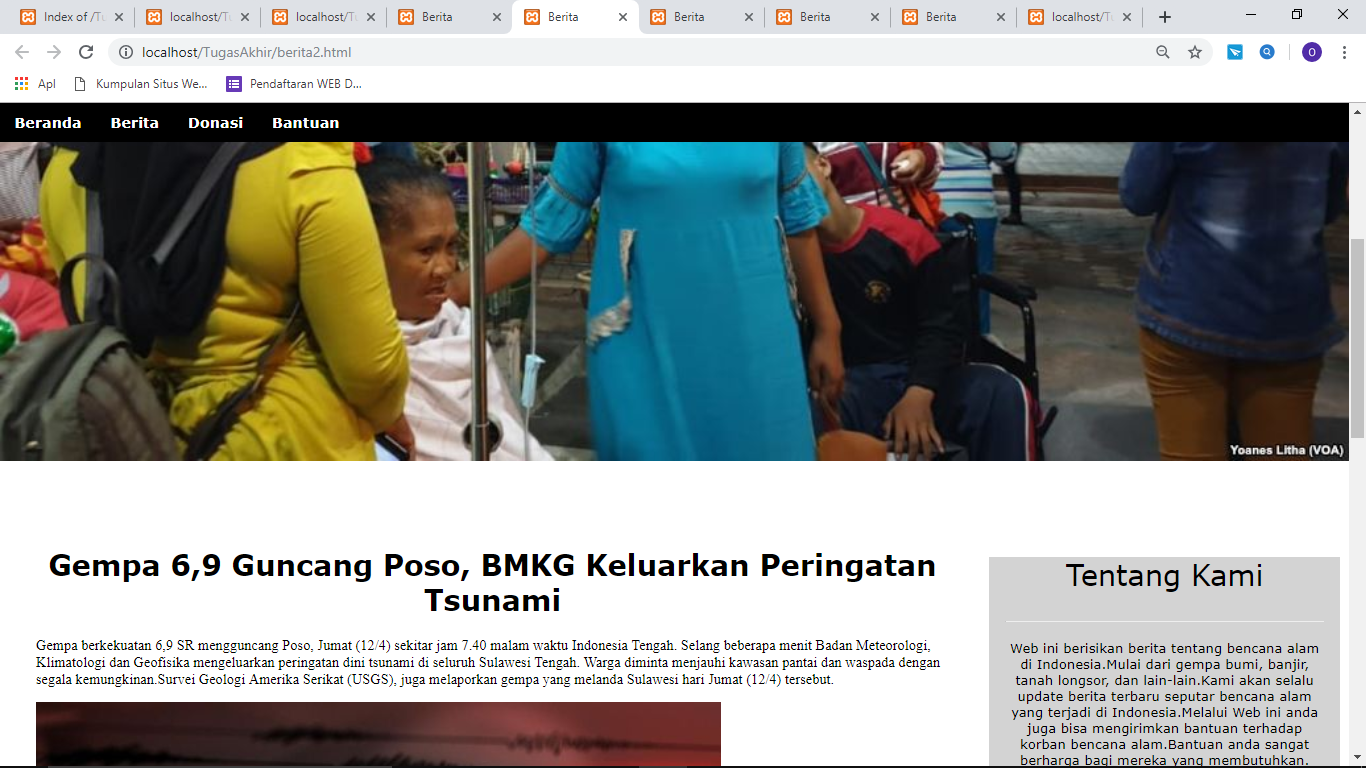 Index of /Tu
localhost/Tu
localhost/Tu
Berita
Berita
Berita
Berita
Berita
localhost/Tu
localhost/TugasAkhir/berita2.html
O
Apl
Kumpulan Situs We...
Pendaftaran WEB D...
Beranda
Berita
Donasi
Bantuan
Yoanes Litha (VOA)
Gempa 6,9 Guncang Poso, BMKG Keluarkan Peringatan
Tsunami
Gempa berkekuatan 6,9 SR mengguncang Poso, Jumat (12/4) sekitar jam 7.40 malam waktu Indonesia Tengah. Selang beberapa menit Badan Meteorologi,
Klimatologi dan Geofisika mengeluarkan peringatan dini tsunami di seluruh Sulawesi Tengah. Warga diminta menjauhi kawasan pantai dan waspada dengan
segala kemungkinan.Survei Geologi Amerika Serikat (USGS), juga melaporkan gempa yang melanda Sulawesi hari Jumat (12/4) tersebut.
Tentang Kami
Web ini berisikan berita tentang bencana alam
di Indonesia.Mulai dari gempa bumi, banjir,
tanah longsor, dan lain-lain.Kami akan selalu
update berita terbaru seputar bencana alam
yang terjadi di Indonesia.Melalui Web ini anda
juga bisa mengirimkan bantuan terhadap
korban bencana alam.Bantuan anda sangat
berharga bagi mereka yang membutuhkan.